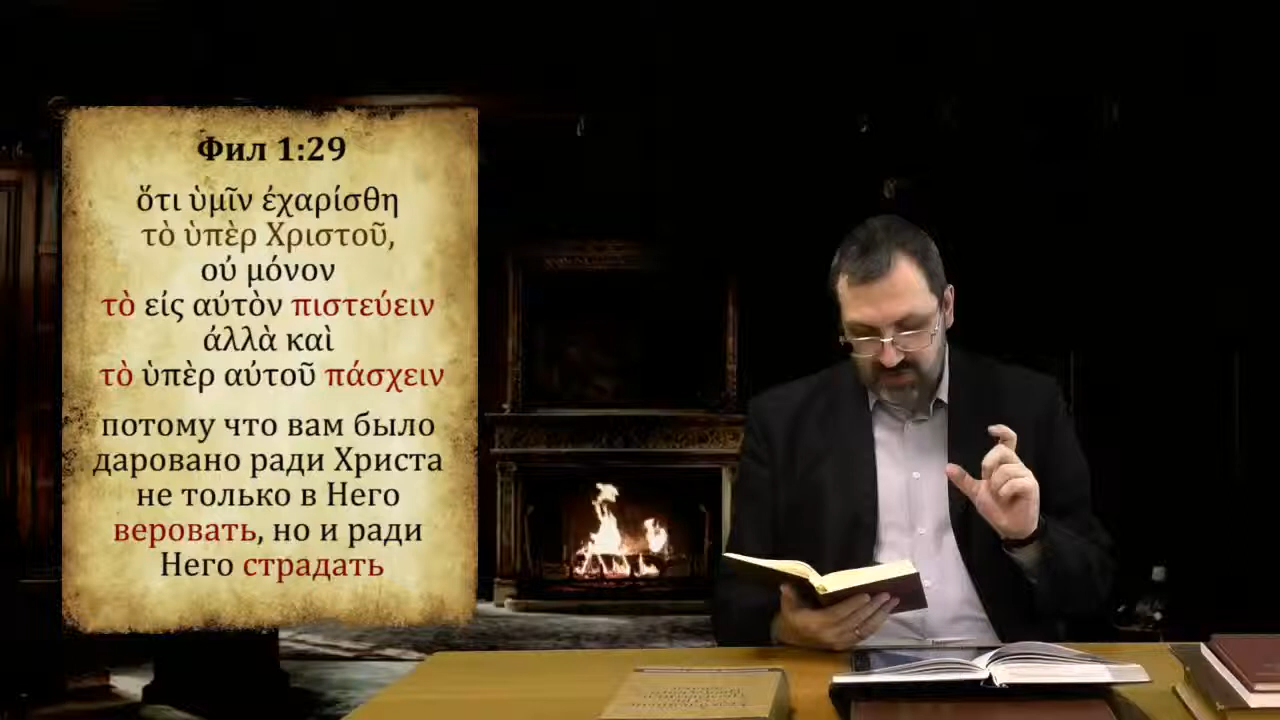 Фил 1:29
ὅτι ὑμῖν ἐχαρίσθη
τὸ ὑπὲρ Χριστοῦ,
οὐ μόνον
τὸ εἰς αὐτὸν πιστεύειν
ἀλλὰ καὶ
τὸ ὑπὲρ αὐτοῦ πάσχειν
потому что вам было
даровано ради Христа
не только в Него
веровать, но и ради
Него страдать